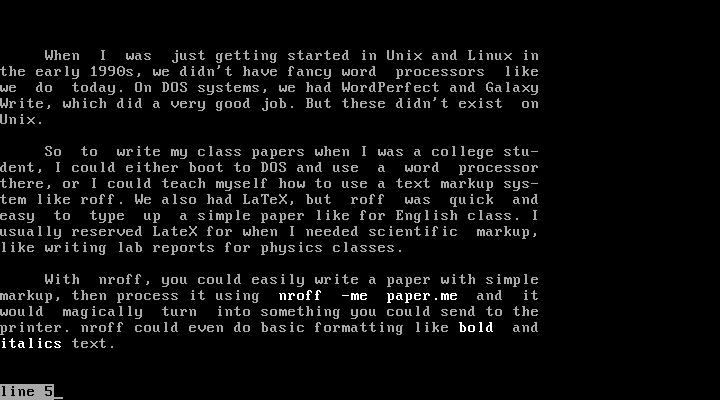 When I was just getting started in Unix and Linux in
the early 1990s, we didn't have fancy word processors like
we do today. On DOS systems, we had WordPerfect and Galaxy
Write, which did a very good job. But these didn't exist on
Unix.
So to write my class papers when I was a college stu-
dent, I could either boot to DOS and use a word processor
there, or I could teach myself how to use a text markup sys-
tem like roff. We also had LaTeX, but roff was quick and
easy to type up a simple paper like for English class. I
usually reserved LateX for when I needed scientific markup,
like writing lab reports for physics classes.
With nroff, you could easily write a paper with simple
markup, then process it using nroff -me paper.me and it
would magically turn into something you could send to the
printer. nroff could even do basic formatting like bold and
italics text.
line 5